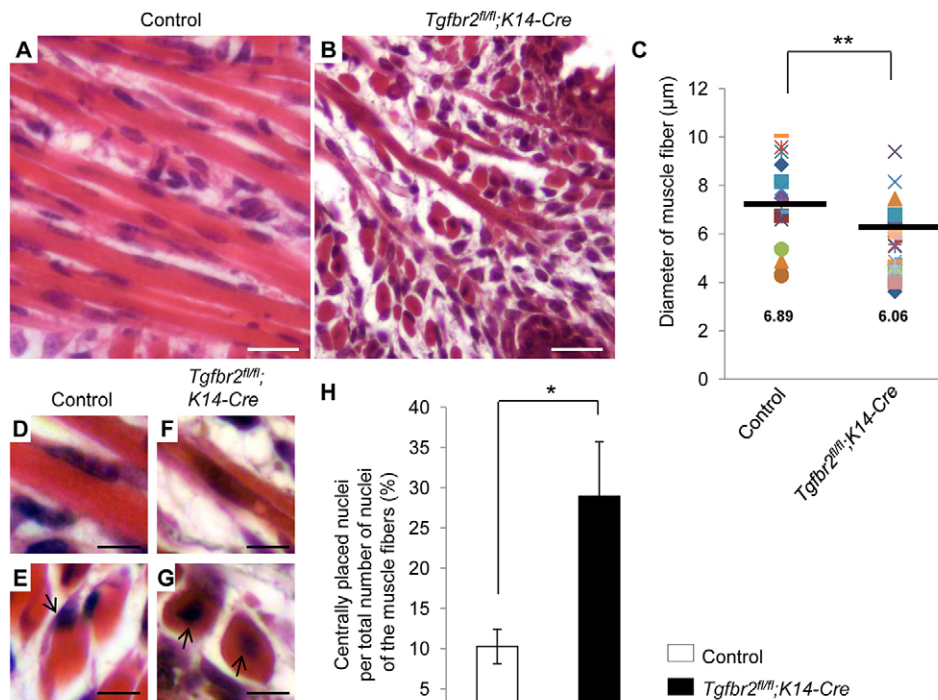 Control
Tgfbr2fl/fl;K14-Cre
A
B
C
**
Diameter of muscle fiber (µm)
12
10
8
6
4
2
0
6.89
6.06
Control
Tgfbr2fl/fl;K14-Cre
Control
Tgfbr2fl/fl;
K14-Cre
D
F
E
G
H
*
Centrally placed nuclei
per total number of nuclei
of the muscle fibers (%)
40
35
30
25
20
15
10
5
Control
Tgfbr2fl/fl;K14-Cre